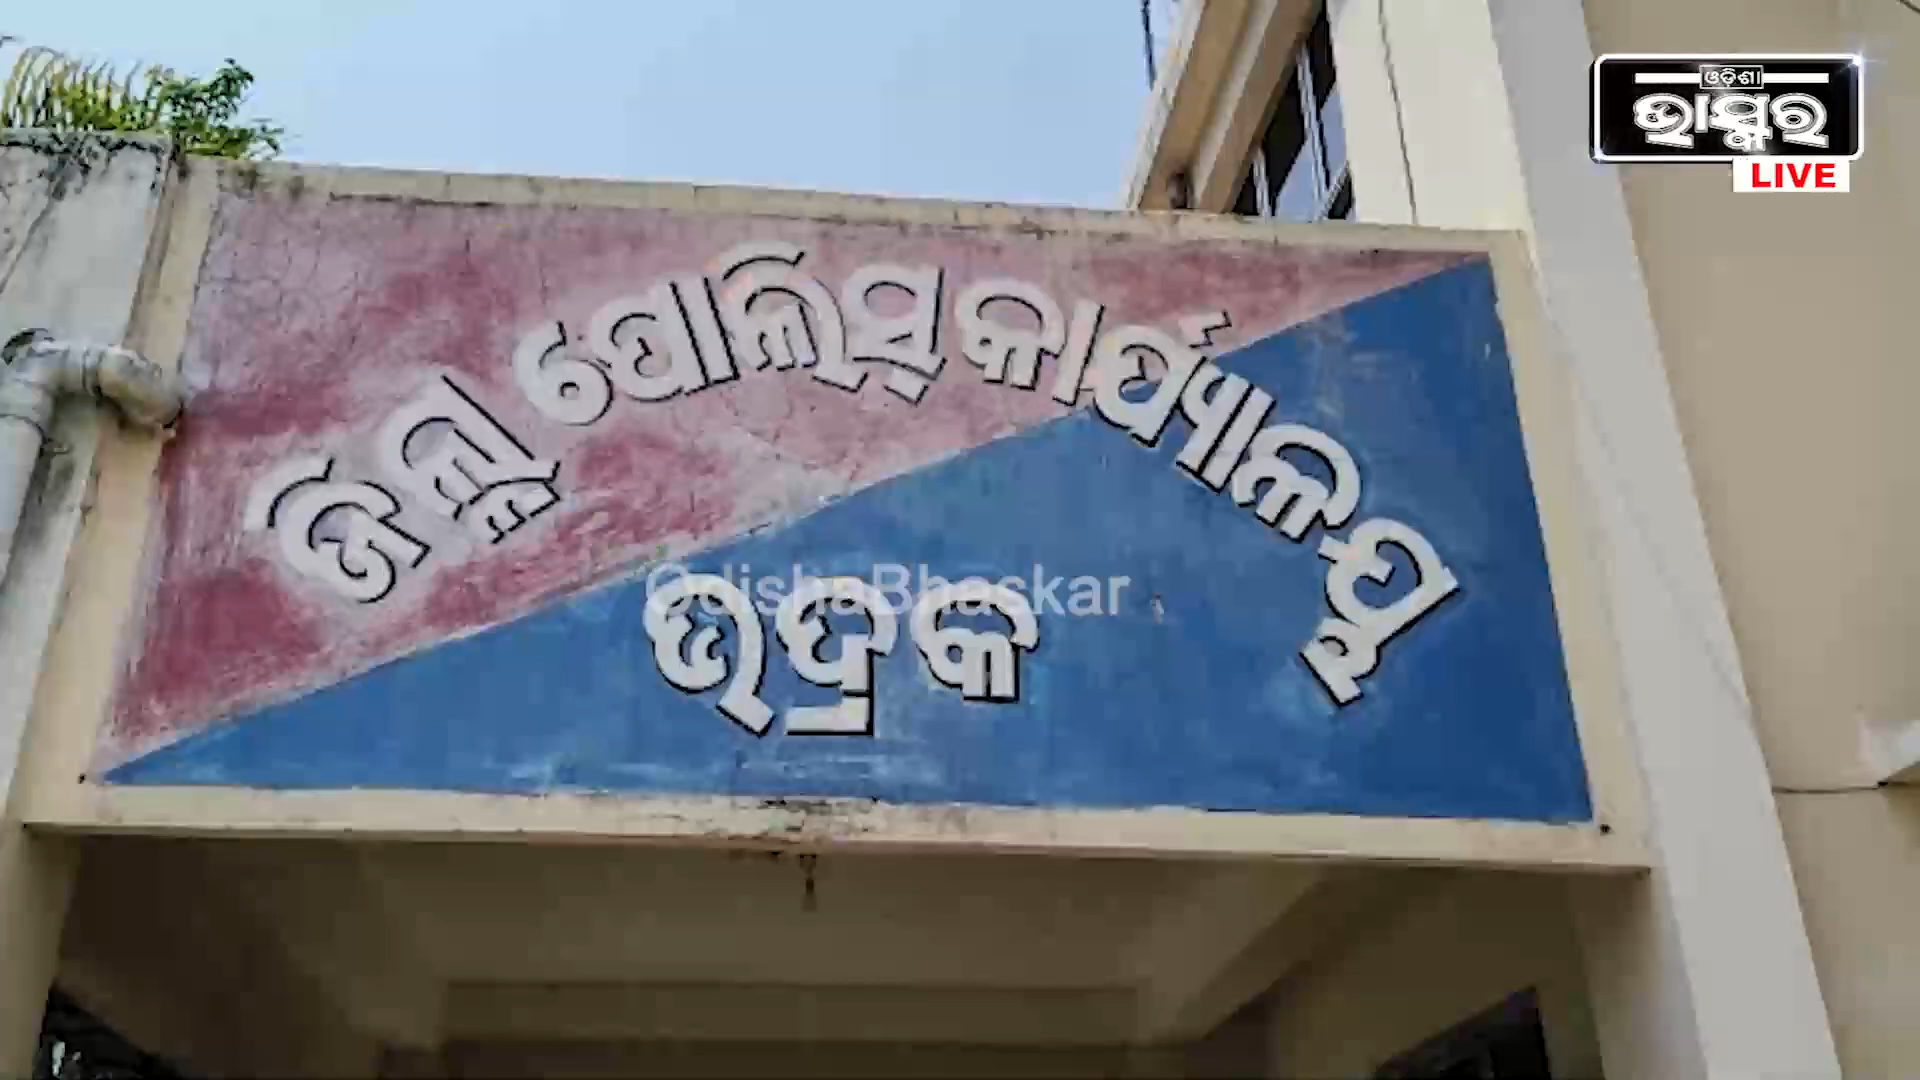 ଓଡ଼ିଶା
ଭାସ୍କର
LIVE
ଜିଲ୍ଲା ପୋଲିସ୍ କାର୍ଯ୍ୟାଳୟ
OdishaBhaskar
ଭଦ୍ରକ